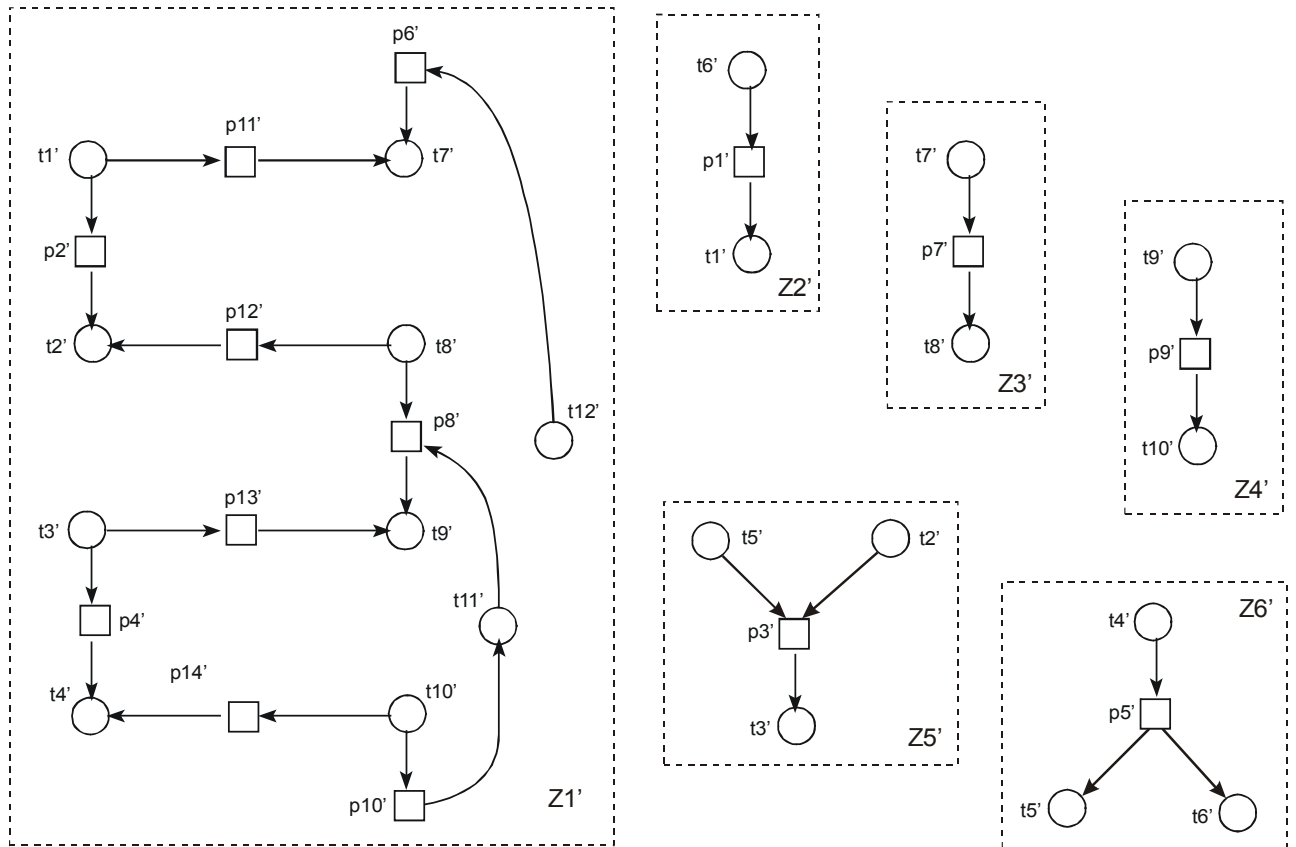 p6’
p11’
t1’
t7’
p2’
p12’
t2’
t8’
p8’
t12’
p13’
t3’
t9’
t11’
p4’
p14’
t4’
t10’
p10’
Z1’
t6’
p1’
t1’
Z2’
t7’
p7’
t8’
Z3’
t9’
p9’
t10’
Z4’
t5’
t2’
p3’
t3’
Z5’
Z6’
t4’
p5’
t5’
t6’